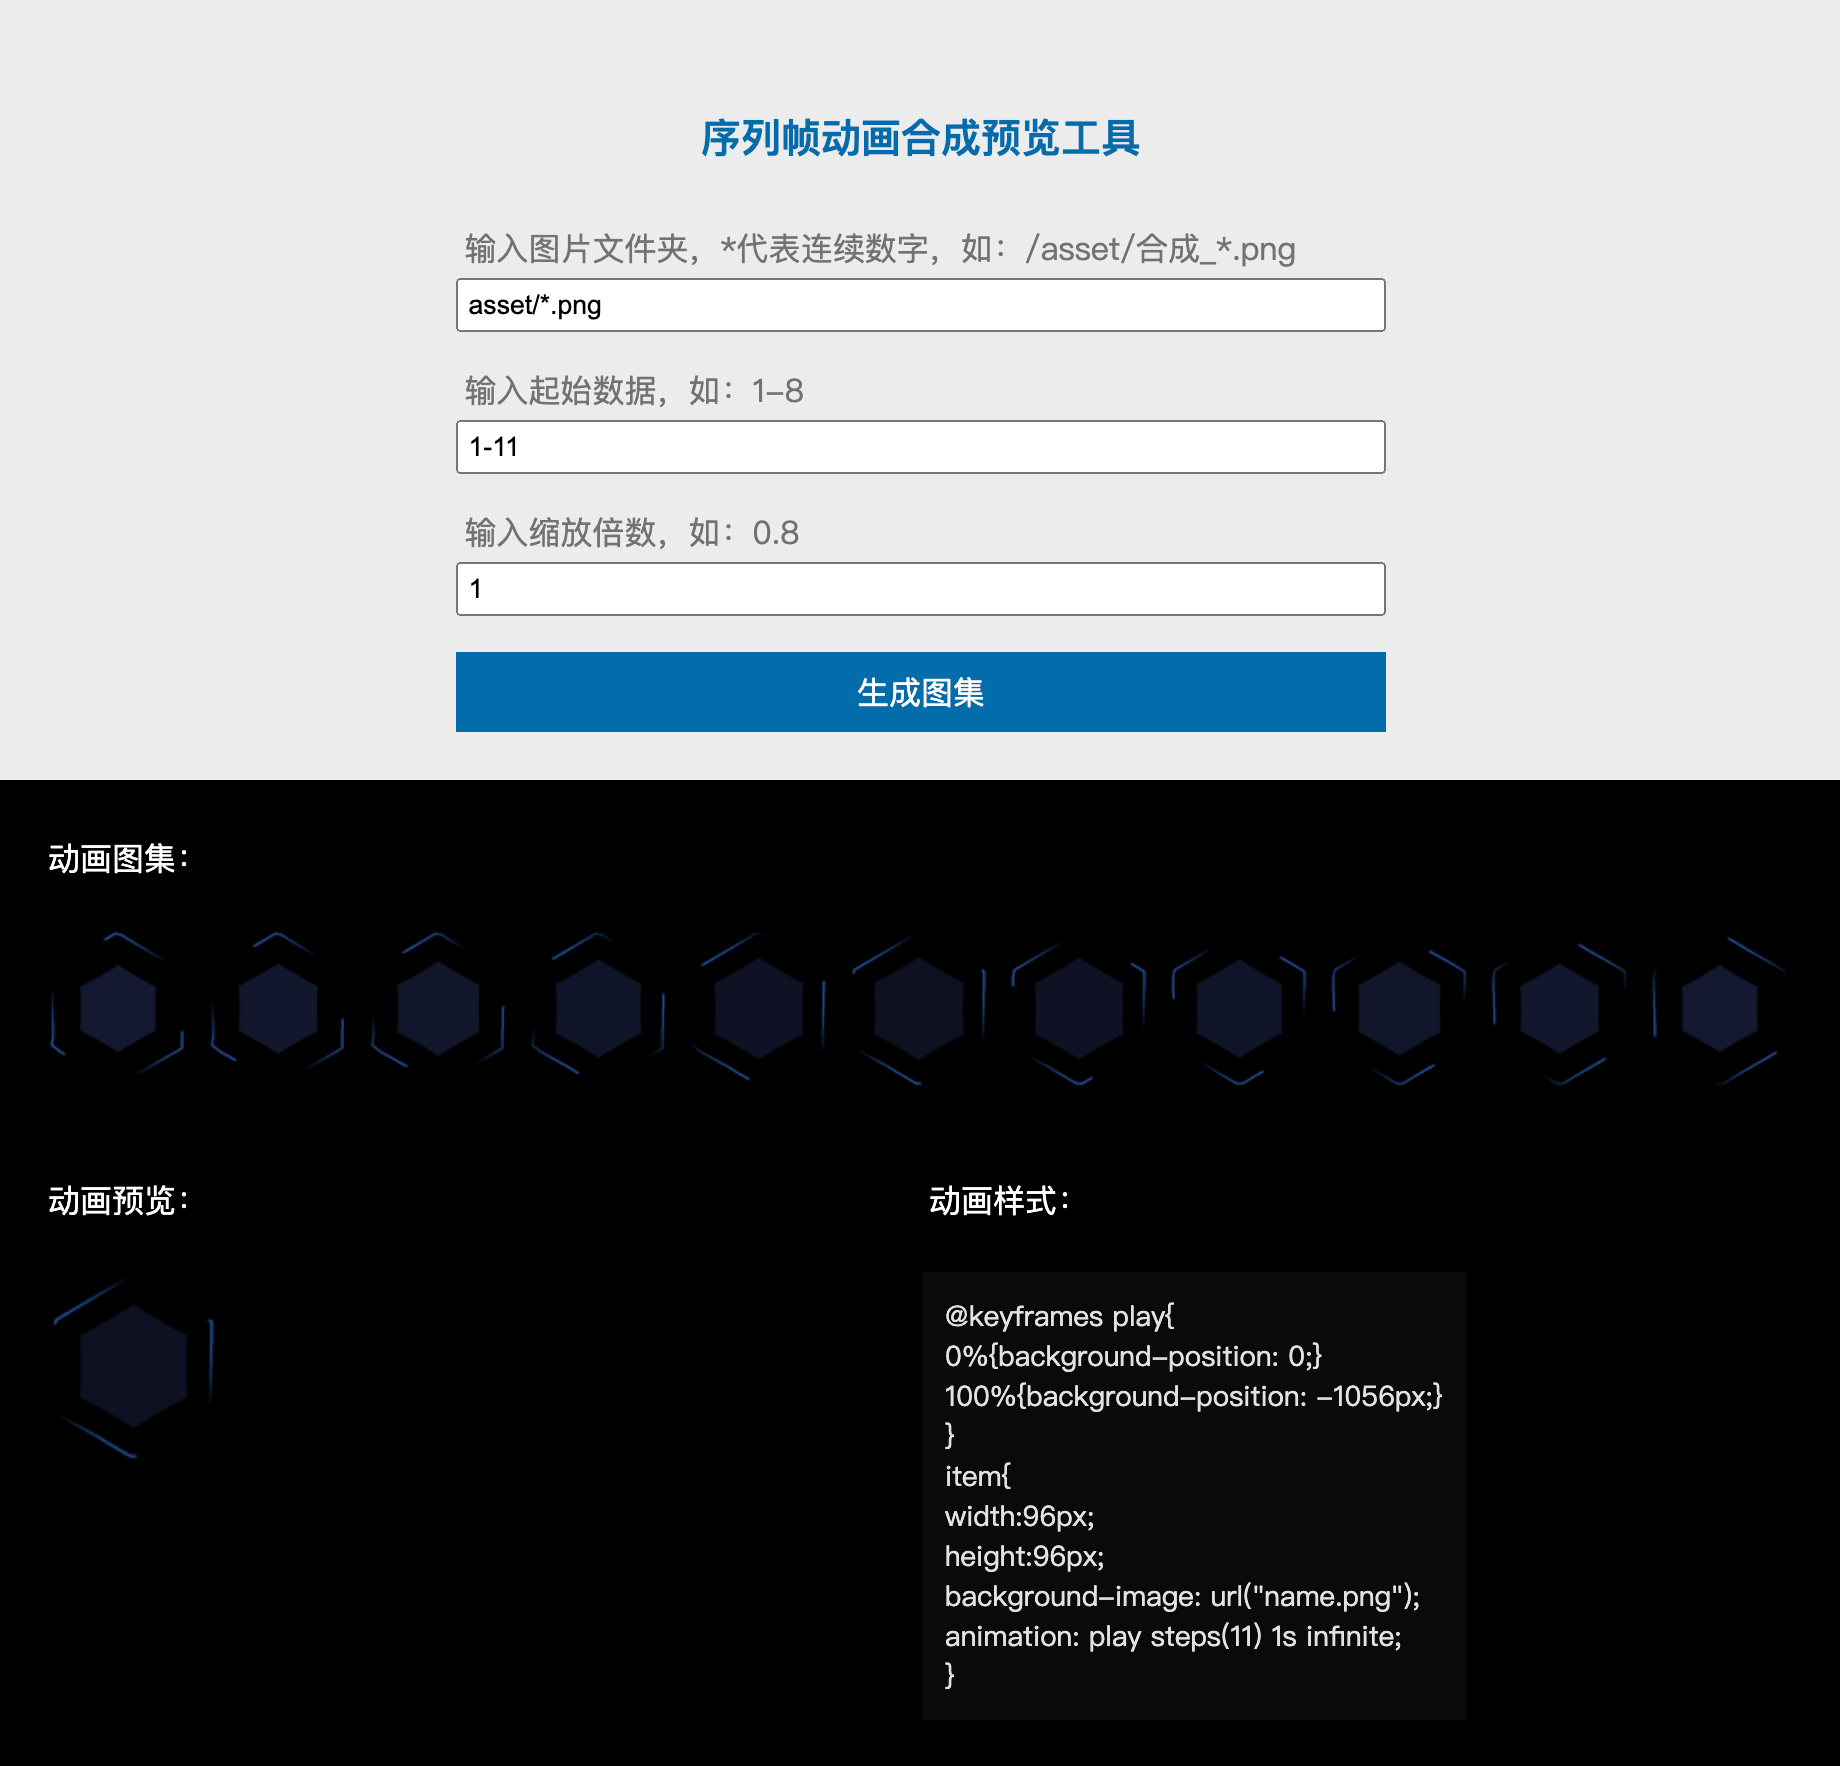 序列帧动画合成预览工具
输入图片文件夹，*代表连续数字，如：/asset/合成_*.png
asset/*.png
输入起始数据，如：1-8
1-11
输入缩放倍数，如：0.8
1
生成图集
动画图集：
动画预览：
动画样式：
@keyframes play{
0%{background-position: 0;}
100%{background-position: -1056px;}
}
item{
width:96px;
height:96px;
background-image: url("name.png");
animation: play steps(11) 1s infinite;
}